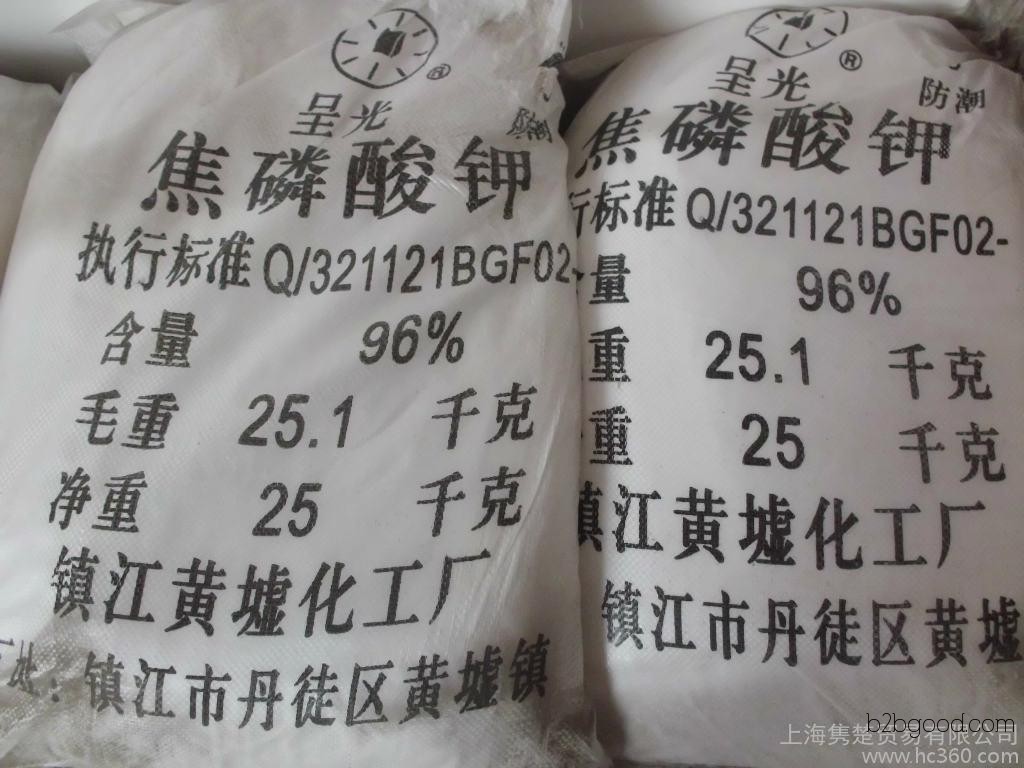 呈光®
防潮
焦磷酸钾
执行标准 Q/321121BGF02-
含量 96%
毛重 25.1 千克
净重 25 千克
镇江黄墟化工厂
址：镇江市丹徒区黄墟镇
呈光®
防潮
焦磷酸钾
行标准 Q/321121BGF02-
量 96%
重 25.1 千克
重 25 千克
镇江黄墟化工厂
镇江市丹徒区黄墟
b2bgood.com
上海隽楚贸易有限公司
www.hc360.com